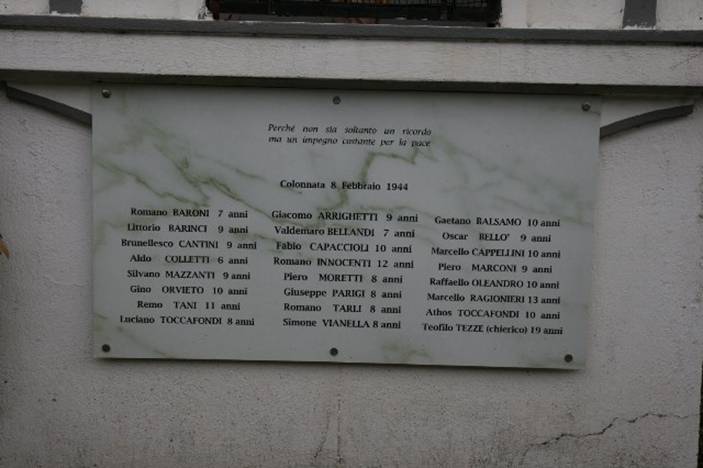 Perché non sia soltanto un ricordo
ma un impegno costante per la pace
Colonnata 8 Febbraio 1944
Romano BARONI 7 anni
Littorio BARINCI 9 anni
Brunellesco CANTINI 9 anni
Aldo COLLETTI 6 anni
Silvano MAZZANTI 9 anni
Gino ORVIETO 10 anni
Remo TANI 11 anni
Luciano TOCCAFONDI 8 anni
Giacomo ARRIGHETTI 9 anni
Valdemaro BELLANDI 7 anni
Fabio CAPACCIOLI 10 anni
Romano INNOCENTI 12 anni
Piero MORETTI 8 anni
Giuseppe PARIGI 8 anni
Romano TARLI 8 anni
Simone VIANELLA 8 anni
Gaetano BALSAMO 10 anni
Oscar BELLO' 9 anni
Marcello CAPPELLINI 10 anni
Piero MARCONI 9 anni
Raffaello OLEANDRO 10 anni
Marcello RAGIONIERI 13 anni
Athos TOCCAFONDI 10 anni
Teofilo TEZZE (chierico) 19 anni